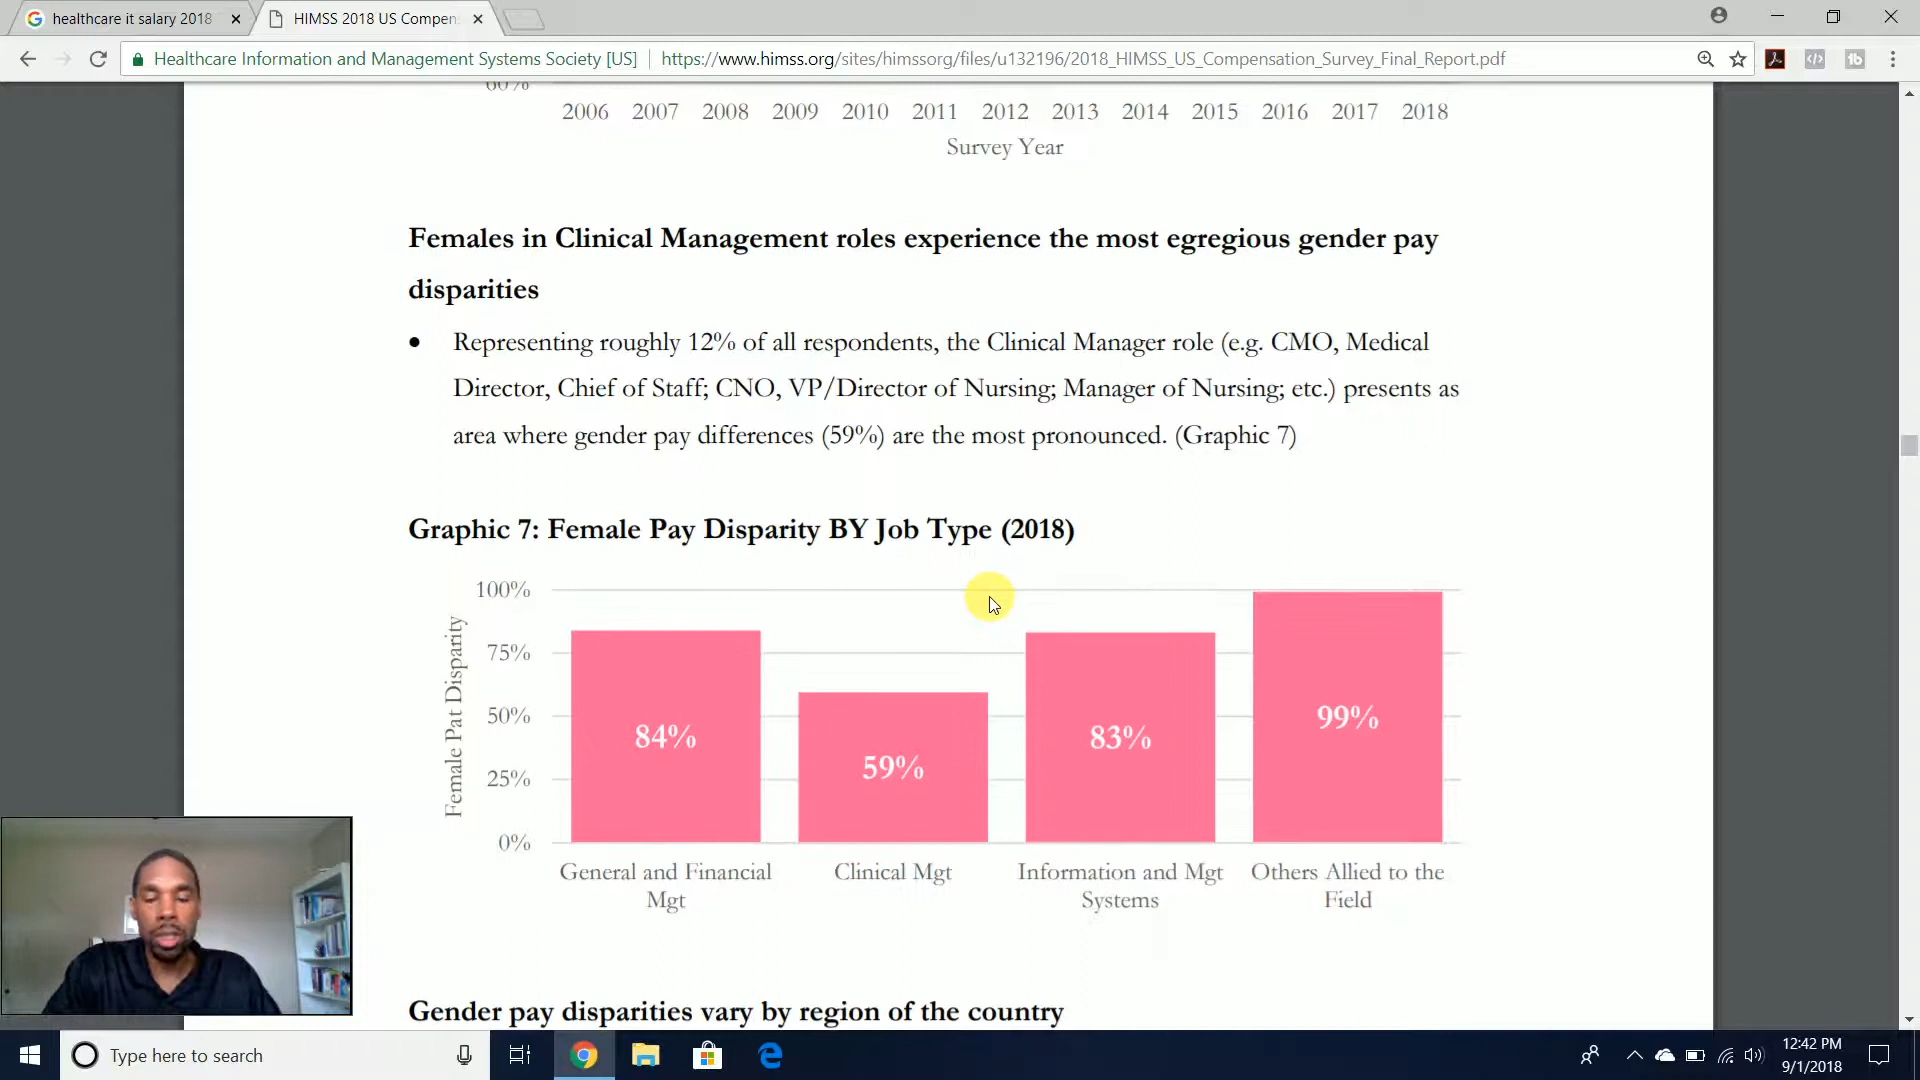 healthcare it salary 2018
HIMSS 2018 US Compen
Healthcare Information and Management Systems Society [US]
https://www.himss.org/sites/himssorg/files/u132196/2018_HIMSS_US_Compensation_Survey_Final_Report.pdf
60%
2006 2007 2008 2009 2010 2011 2012 2013 2014 2015 2016 2017 2018
Survey Year
Females in Clinical Management roles experience the most egregious gender pay
disparities
• Representing roughly 12% of all respondents, the Clinical Manager role (e.g. CMO, Medical
Director, Chief of Staff; CNO, VP/Director of Nursing; Manager of Nursing; etc.) presents as
area where gender pay differences (59%) are the most pronounced. (Graphic 7)
Graphic 7: Female Pay Disparity BY Job Type (2018)
Female Pat Disparity
100%
75%
50%
25%
0%
84%
59%
83%
99%
General and Financial
Mgt
Clinical Mgt
Information and Mgt
Systems
Others Allied to the
Field
Gender pay disparities vary by region of the country
Type here to search
12:42 PM
9/1/2018